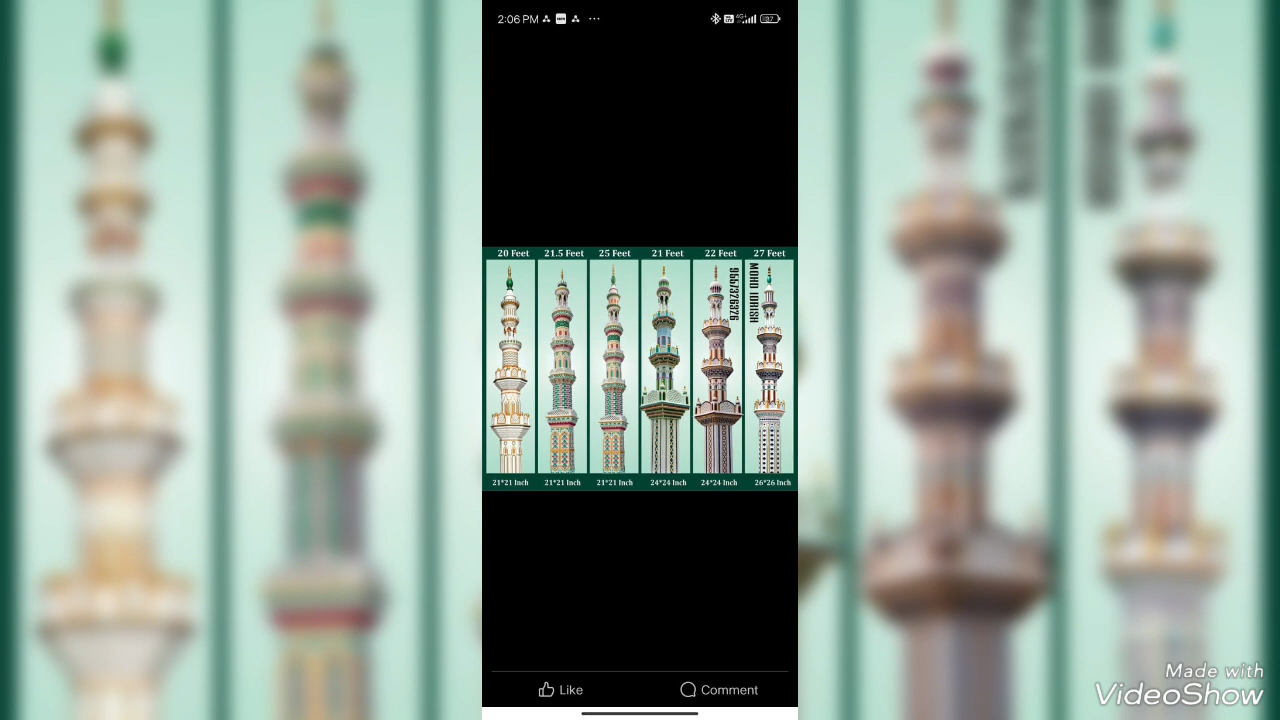 2:06 PM
20 Feet 21.5 Feet 25 Feet 21 Feet 22 Feet 27 Feet
MOHD IDRISH
21*21 Inch 21*21 Inch 21*21 Inch 24*24 Inch 24*24 Inch 26*26 Inch
Like Comment
Made with
VideoShow